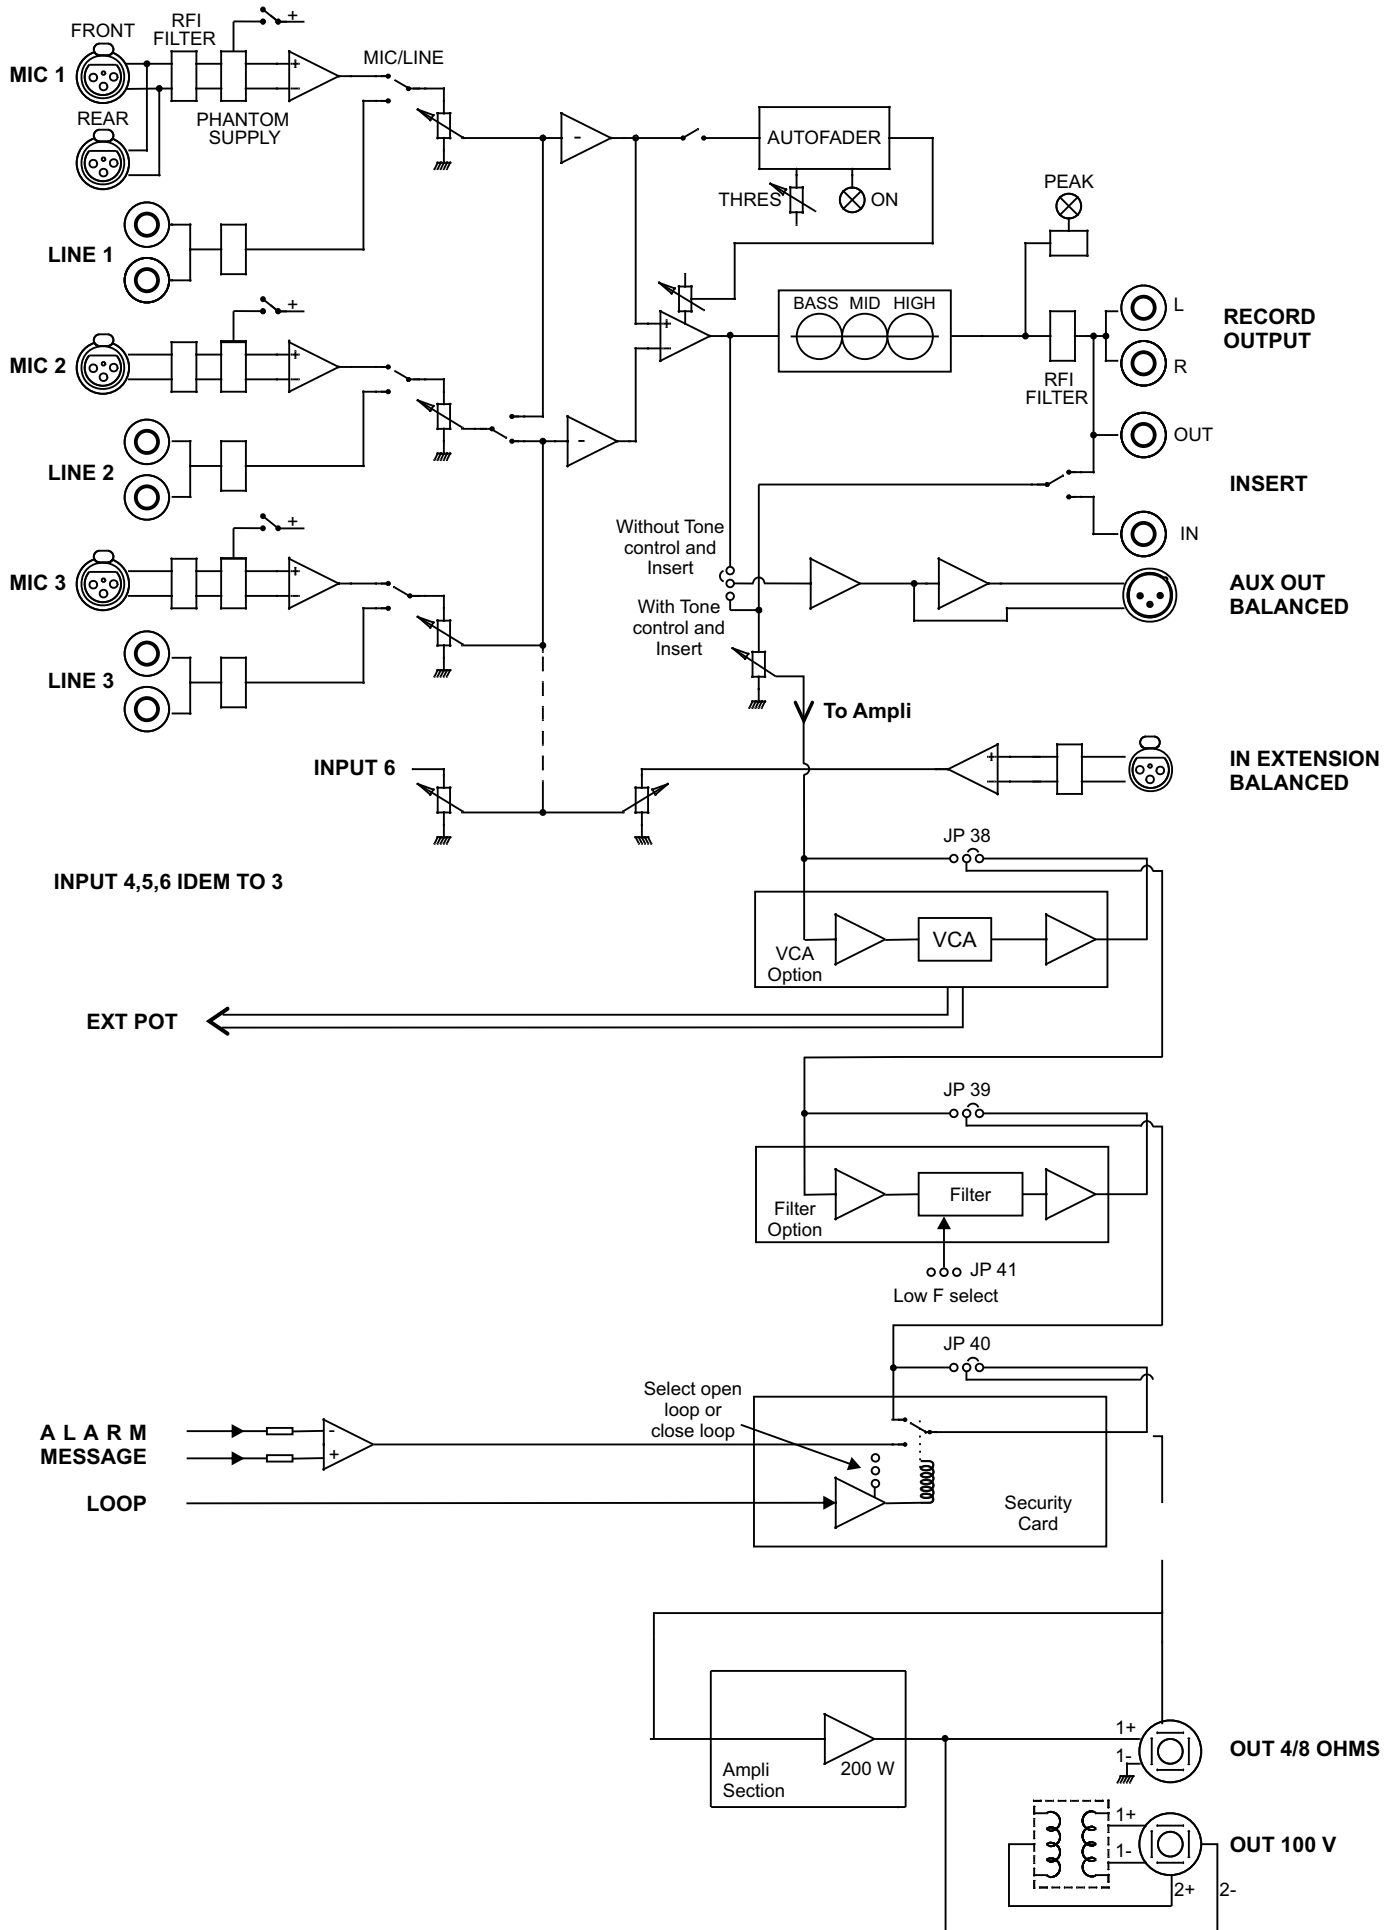 FRONT
RFI
FILTER
+
MIC 1
+
-
MIC/LINE
REAR
PHANTOM
SUPPLY
-
AUTOFADER
THRES
ON
PEAK
LINE 1
+
BASS MID HIGH
L
RECORD
OUTPUT
MIC 2
+
-
+
-
R
RFI
FILTER
OUT
LINE 2
-
INSERT
+
Without Tone
control and
Insert
IN
MIC 3
+
-
AUX OUT
BALANCED
With Tone
control and
Insert
LINE 3
To Ampli
INPUT 6
+
-
IN EXTENSION
BALANCED
JP 38
INPUT 4,5,6 IDEM TO 3
VCA
VCA
Option
EXT POT
JP 39
Filter
Filter
Option
JP 41
Low F select
JP 40
Select open
loop or
close loop
A L A R M
MESSAGE
-
+
LOOP
Security
Card
1+
1-
OUT 4/8 OHMS
Ampli
Section
200 W
1+
1-
OUT 100 V
2+
2-